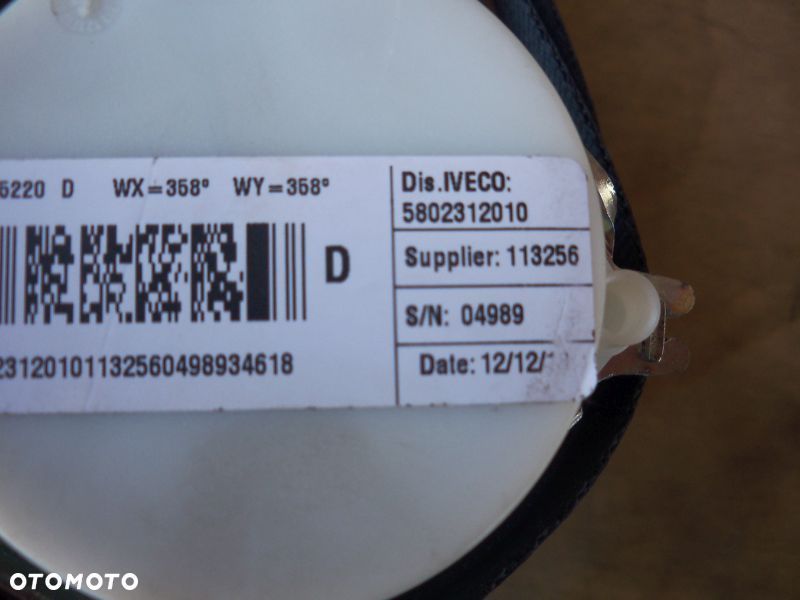 5220 D WX=358° WY=358°
Dis.IVECO:
5802312010
Supplier: 113256
D
S/N: 04989
23120101132560498934618
Date: 12/12/
OTOMOTO